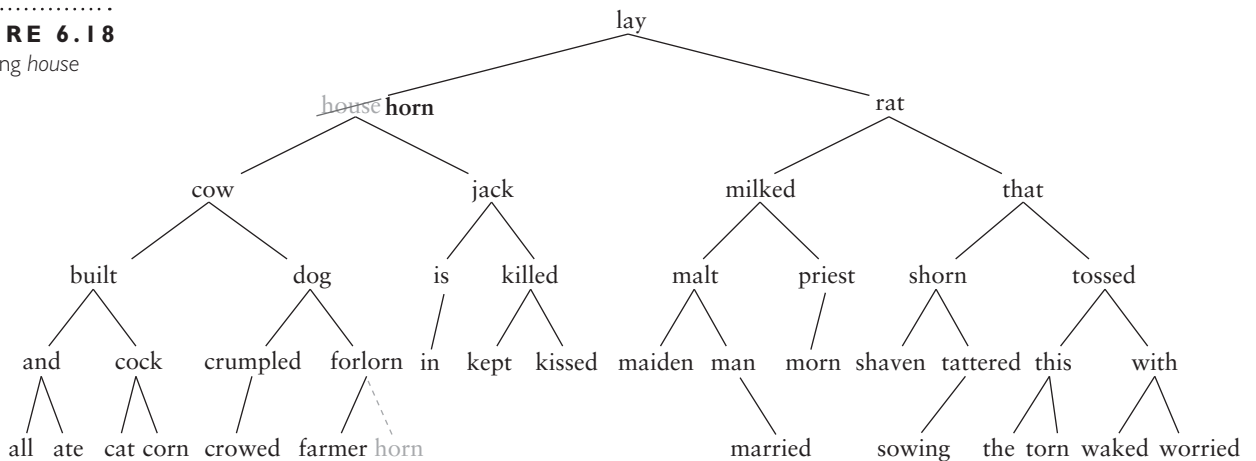 RE 6.18
ng house
lay
house horn rat
cow jack milked that
built dog is killed malt priest shorn tossed
and cock crumpled forlorn in kept kissed maiden man morn shaven tattered this with
all ate cat corn crowed farmer horn married sowing the torn waked worried